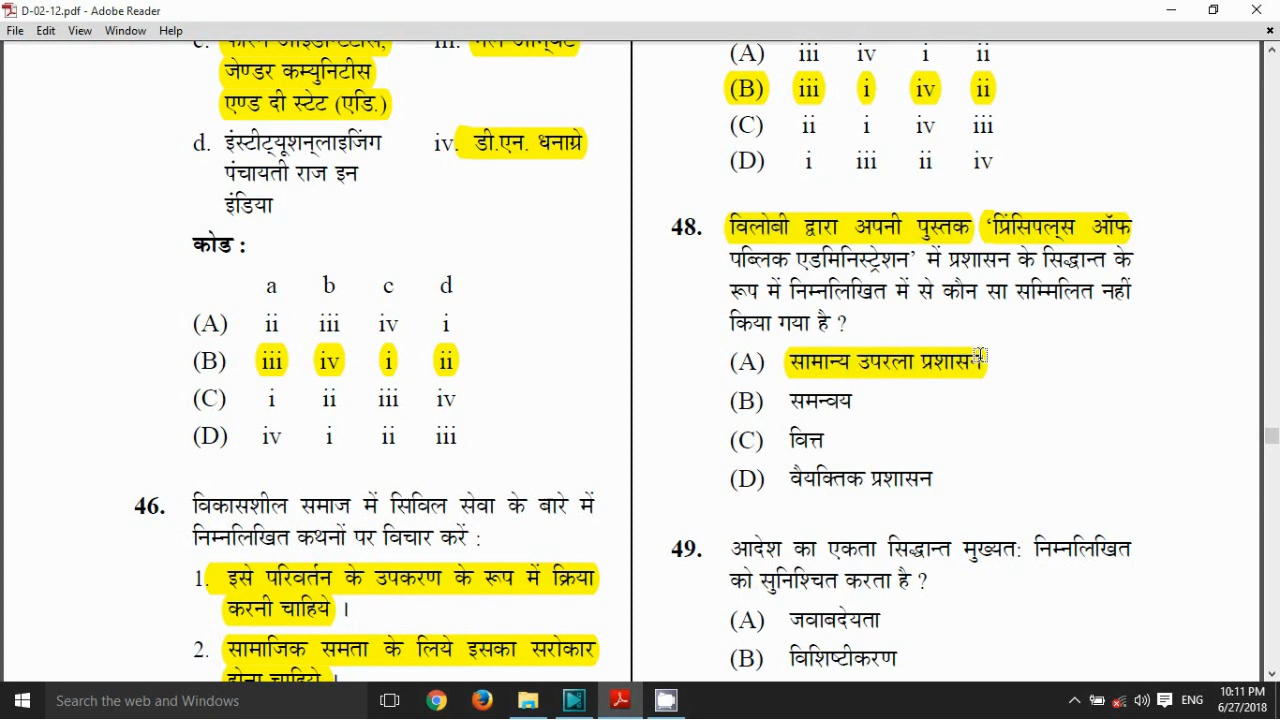 D-02-12.pdf - Adobe Reader
File Edit View Window Help
c. फॉरम आइडेन्टिटीस, iii. गेल ओमवेट
जेण्डर कम्युनिटीस
एण्ड दी स्टेट (एडि.)
d. इंस्टीट्यूशन्लाइजिंग iv. डी.एन. धनाग्रे
पंचायती राज इन
इंडिया
कोड :
a b c d
(A) ii iii iv i
(B) iii iv i ii
(C) i ii iii iv
(D) iv i ii iii
46. विकासशील समाज में सिविल सेवा के बारे में
निम्नलिखित कथनों पर विचार करें :
1. इसे परिवर्तन के उपकरण के रूप में क्रिया
करनी चाहिये ।
2. सामाजिक समता के लिये इसका सरोकार
होना चाहिये ।
(A) iii iv i ii
(B) iii i iv ii
(C) ii i iv iii
(D) i iii ii iv
48. विलोबी द्वारा अपनी पुस्तक 'प्रिंसिपल्स ऑफ
पब्लिक एडमिनिस्ट्रेशन' में प्रशासन के सिद्धान्त के
रूप में निम्नलिखित में से कौन सा सम्मिलित नहीं
किया गया है ?
(A) सामान्य उपरला प्रशासन
(B) समन्वय
(C) वित्त
(D) वैयक्तिक प्रशासन
49. आदेश का एकता सिद्धान्त मुख्यत: निम्नलिखित
को सुनिश्चित करता है ?
(A) जवाबदेयता
(B) विशिष्टीकरण
Search the web and Windows
ENG
10:11 PM
6/27/2018